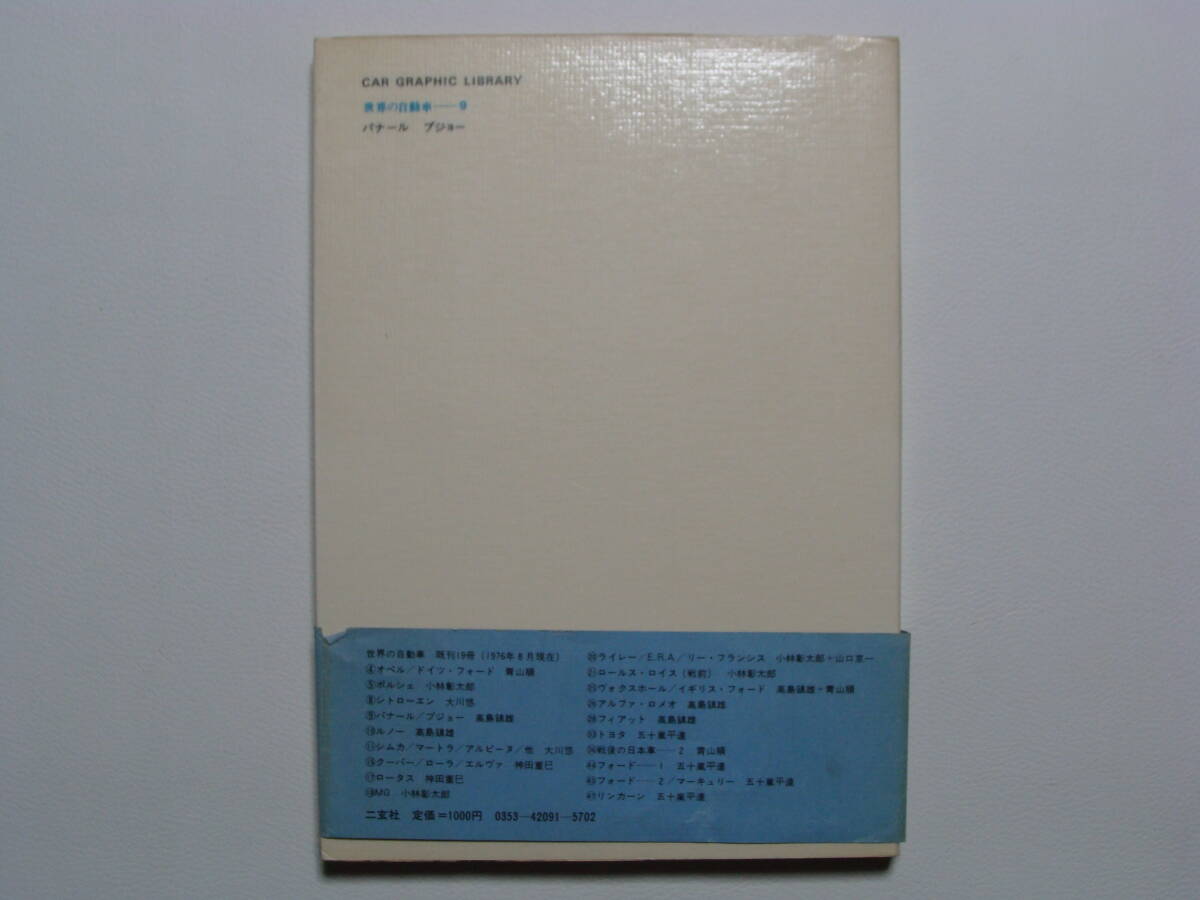 CAR GRAPHIC LIBRARY
世界の自動車——9
パナール　プジョー
世界の自動車　既刊19冊（1976年8月現在）
④オペル／ドイツ・フォード　青山順
⑤ポルシェ　小林彰太郎
⑧シトローエン　大川悠
⑨パナール／プジョー　高島鎮雄
⑩ルノー　高島鎮雄
⑪シムカ／マートラ／アルピーヌ／他　大川悠
クーパー／ローラ／エルヴァ　神田重巳
⑰ロータス　神田重巳
MG　小林彰太郎
ライレー／E.R.A／リー・フランシス　小林彰太郎＋山口京一
㉑ロールス・ロイス（戦前）　小林彰太郎
ヴォクスホール／イギリス・フォード　高島鎮雄＋青山順
アルファ・ロメオ　高島鎮雄
フィアット　高島鎮雄
トヨタ　五十嵐平達
戦後の日本車——2　青山順
㊹フォード——1　五十嵐平達
フォード——2／マーキュリー　五十嵐平達
リンカーン　五十嵐平達
二玄社　定価＝1000円　0353—42091—5702